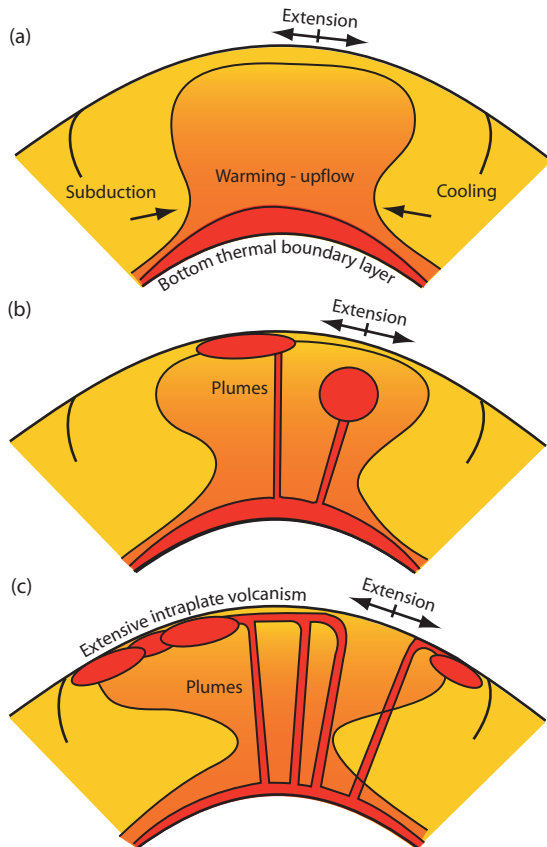 (a)
Extension
Subduction
Warming - upflow
Cooling
Bottom thermal boundary layer
(b)
Extension
Plumes
(c)
Extensive intraplate volcanism
Extension
Plumes